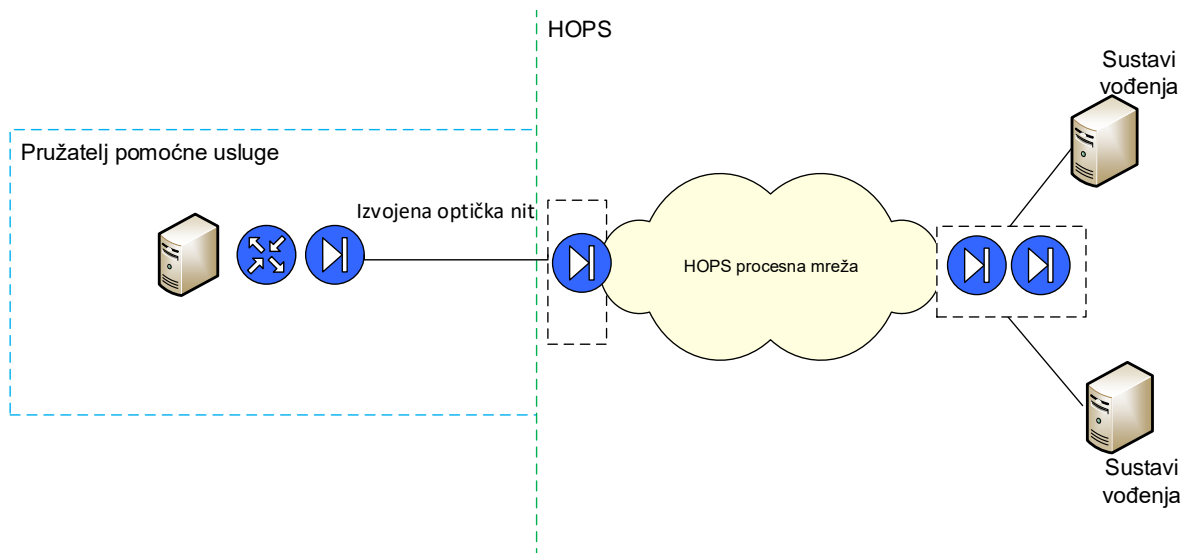 HOPS
Sustavi
vođenja
Pružatelj pomoćne usluge
Izvojena optička nit
HOPS procesna mreža
Sustavi
vođenja